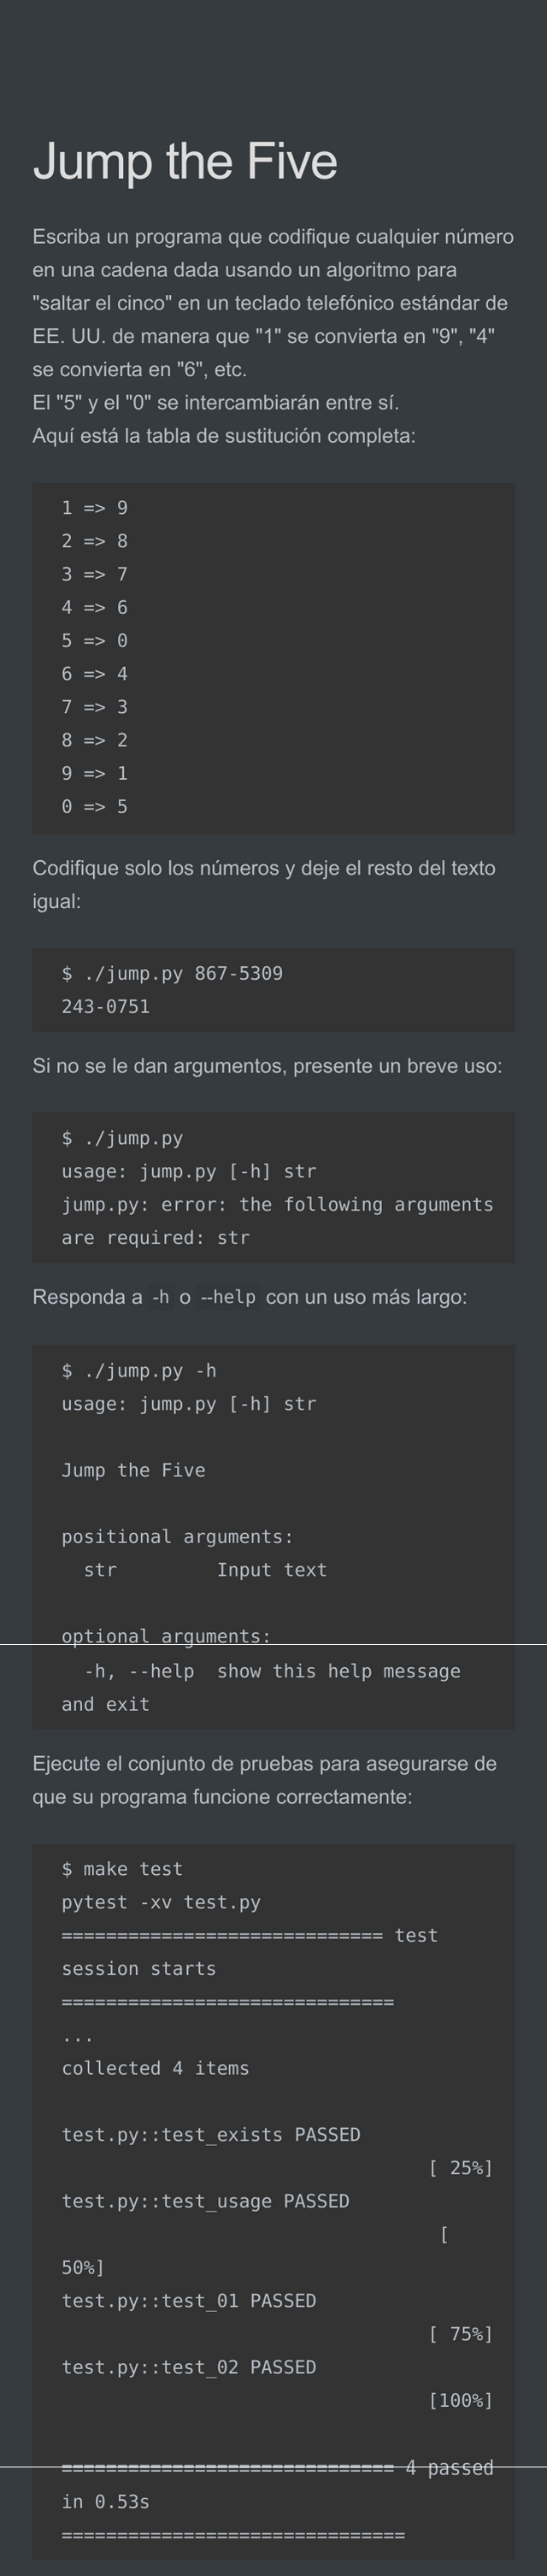 Jump the Five
Escriba un programa que codifique cualquier número
en una cadena dada usando un algoritmo para
"saltar el cinco" en un teclado telefónico estándar de
EE. UU. de manera que "1" se convierta en "9", "4"
se convierta en "6", etc.
El "5" y el "0" se intercambiarán entre sí.
Aquí está la tabla de sustitución completa:
1 => 9
2 => 8
3 => 7
4 => 6
5 => 0
6 => 4
7 => 3
8 => 2
9 => 1
0 => 5
Codifique solo los números y deje el resto del texto
igual:
$ ./jump.py 867-5309
243-0751
Si no se le dan argumentos, presente un breve uso:
$ ./jump.py
usage: jump.py [-h] str
jump.py: error: the following arguments
are required: str
Responda a -h o --help con un uso más largo:
$ ./jump.py -h
usage: jump.py [-h] str
Jump the Five
positional arguments:
str         Input text
optional arguments:
-h, --help  show this help message
and exit
Ejecute el conjunto de pruebas para asegurarse de
que su programa funcione correctamente:
$ make test
pytest -xv test.py
============================= test
session starts
==============================
...
collected 4 items
test.py::test_exists PASSED
[ 25%]
test.py::test_usage PASSED
[
50%]
test.py::test_01 PASSED
[ 75%]
test.py::test_02 PASSED
[100%]
============================== 4 passed
in 0.53s
===============================